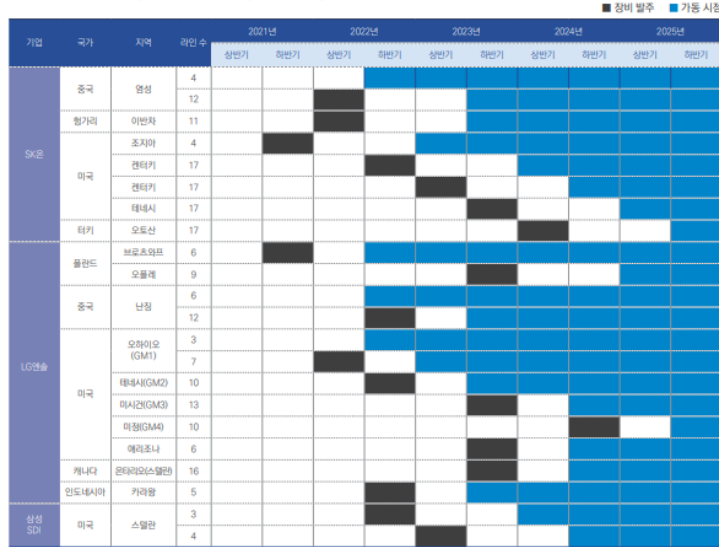 ■ 장비 발주 ■ 가동 시점
기업 국가 지역 라인 수 2021년 2022년 2023년 2024년 2025년
상반기 하반기 상반기 하반기 상반기 하반기 상반기 하반기 상반기 하반기
SK온 중국 염성 4
12
헝가리 이반차 11
미국 조지아 4
켄터키 17
켄터키 17
테네시 17
터키 오토산 17
LG엔솔 폴란드 브로츠와프 6
오폴레 9
중국 난징 6
12
미국 오하이오 (GM1) 3
7
테네시(GM2) 10
미시건(GM3) 13
미정(GM4) 10
애리조나 6
캐나다 온타리오(스텔란) 16
인도네시아 카라왕 5
삼성 SDI 미국 스텔란 3
4